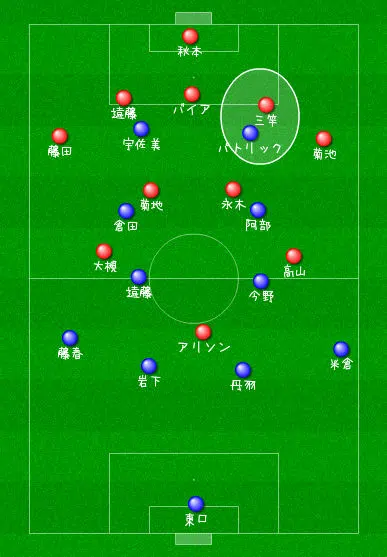 秋本
遠藤
バイア
三竿
藤田
宇佐美
パトリック
菊池
菊地
永木
倉田
阿部
大槻
高山
遠藤
今野
アリソン
藤春
米倉
岩下
丹羽
東口